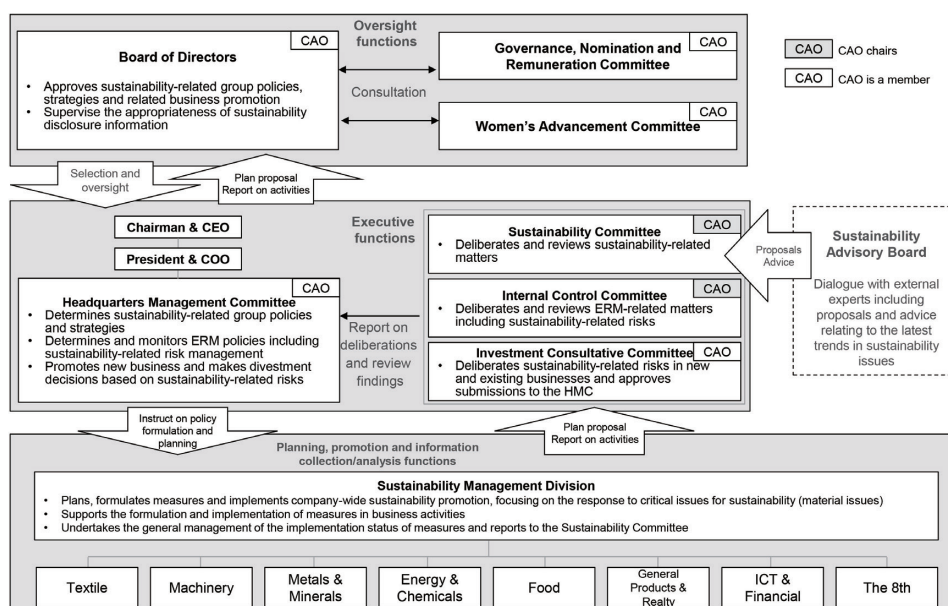 Oversight functions
CAO
Board of Directors
• Approves sustainability-related group policies,
strategies and related business promotion
• Supervise the appropriateness of sustainability
disclosure information
Consultation
CAO
Governance, Nomination and
Remuneration Committee
CAO
Women's Advancement Committee
CAO CAO chairs
CAO CAO is a member
Selection and
oversight
Plan proposal
Report on activities
Chairman & CEO
President & COO
Executive
functions
CAO
Headquarters Management Committee
• Determines sustainability-related group policies
and strategies
• Determines and monitors ERM policies including
sustainability-related risk management
• Promotes new business and makes divestment
decisions based on sustainability-related risks
Report on
deliberations
and review
findings
CAO
Sustainability Committee
• Deliberates and reviews sustainability-related
matters
CAO
Internal Control Committee
• Deliberates and reviews ERM-related matters
including sustainability-related risks
CAO
Investment Consultative Committee
• Deliberates sustainability-related risks in new
and existing businesses and approves
submissions to the HMC
Proposals
Advice
Sustainability
Advisory Board
Dialogue with external
experts including
proposals and advice
relating to the latest
trends in sustainability
issues
Instruct on policy
formulation and
planning
Plan proposal
Report on activities
Planning, promotion and information
collection/analysis functions
Sustainability Management Division
• Plans, formulates measures and implements company-wide sustainability promotion, focusing on the response to critical issues for sustainability (material issues)
• Supports the formulation and implementation of measures in business activities
• Undertakes the general management of the implementation status of measures and reports to the Sustainability Committee
Textile
Machinery
Metals &
Minerals
Energy &
Chemicals
Food
General
Products &
Realty
ICT &
Financial
The 8th